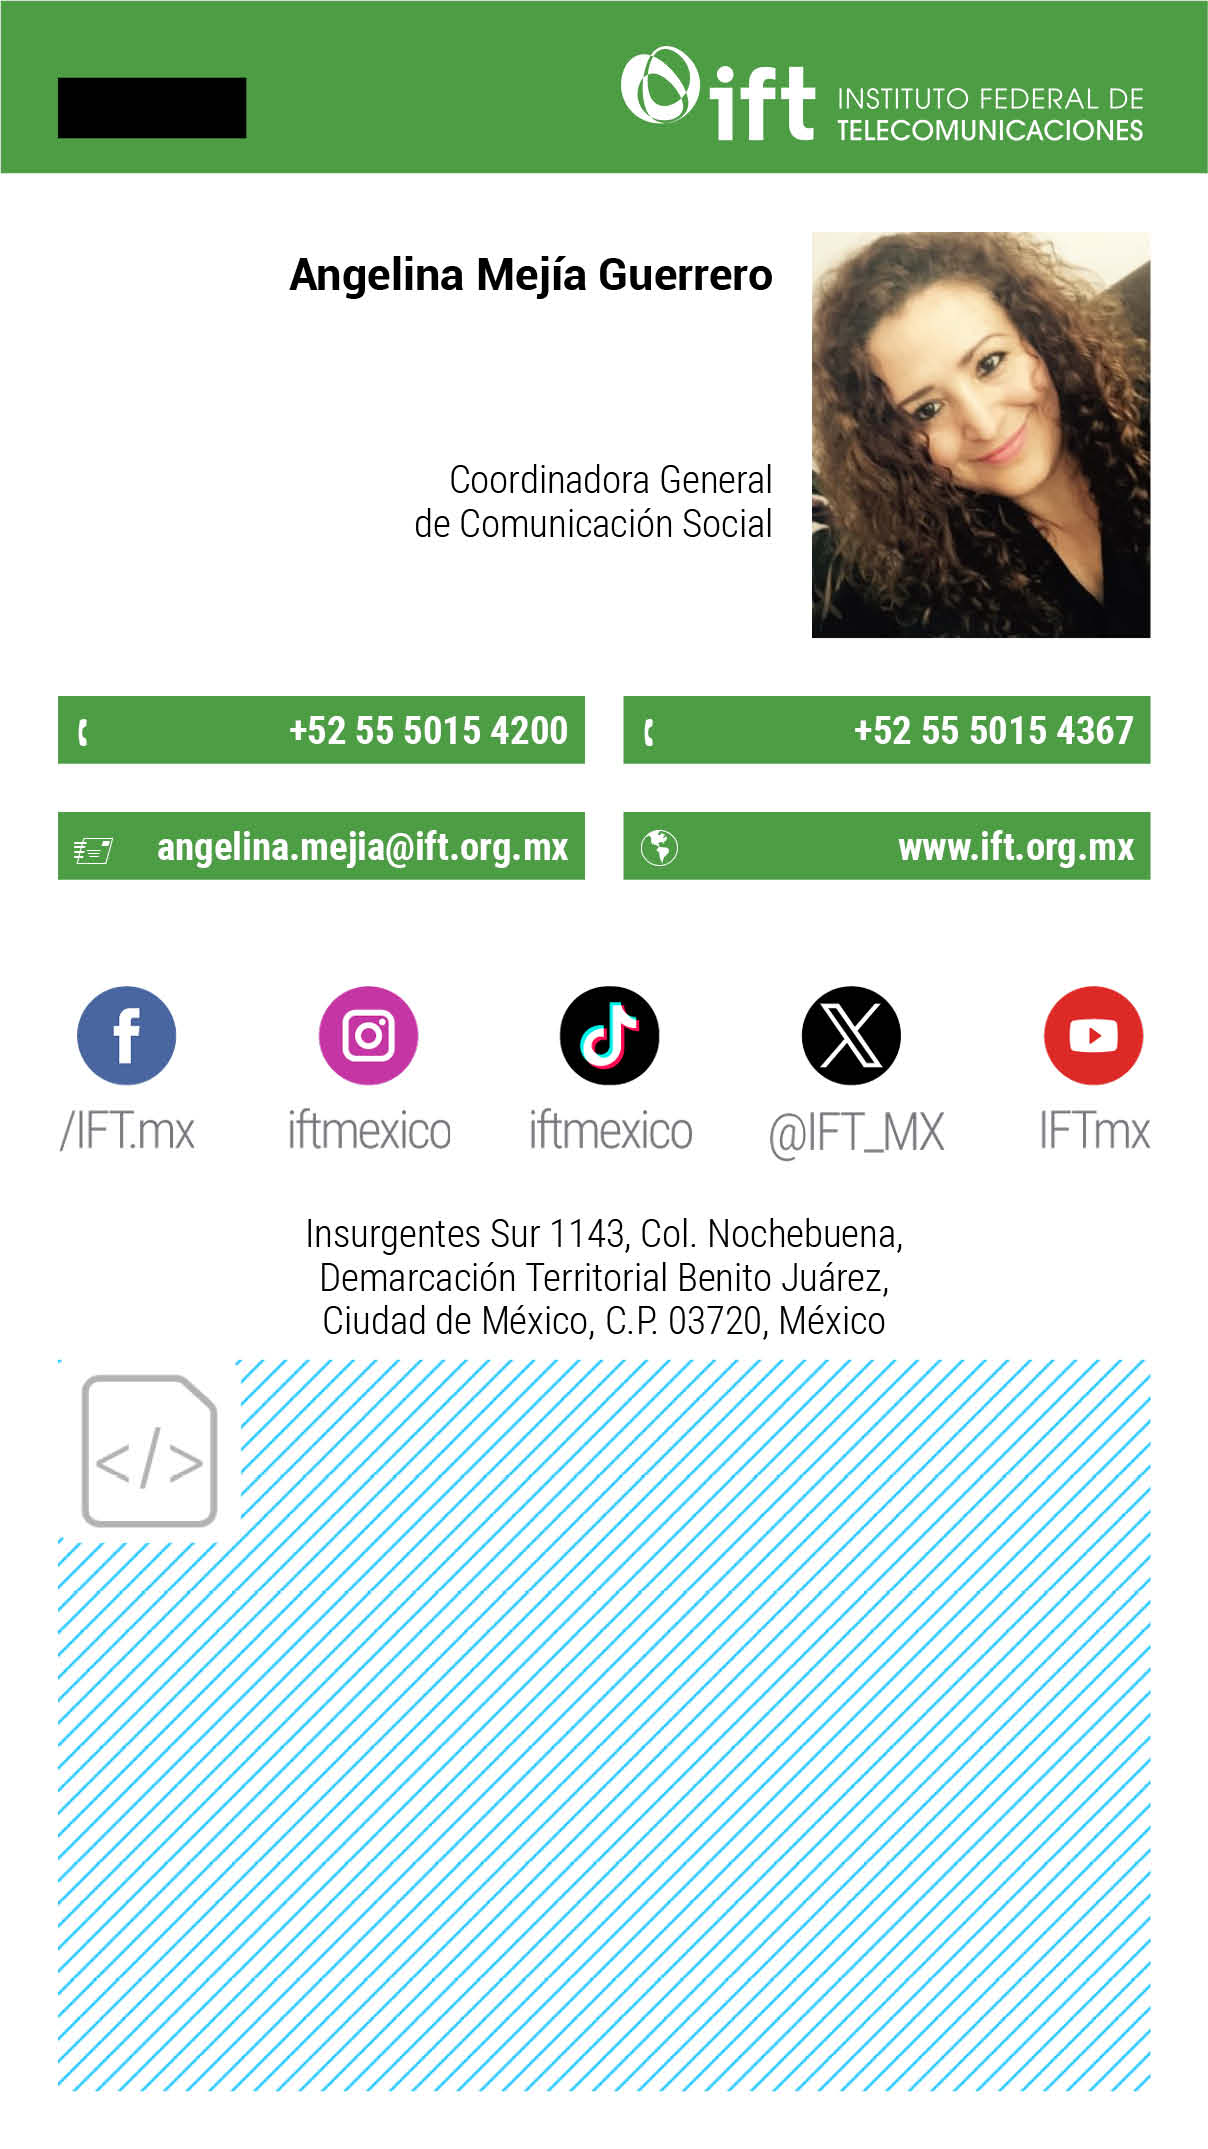 ift INSTITUTO FEDERAL DE
TELECOMUNICACIONES
Angelina Mejía Guerrero
Coordinadora General
de Comunicación Social
+52 55 5015 4200
+52 55 5015 4367
angelina.mejia@ift.org.mx
www.ift.org.mx
/IFT.mx
iftmexico
iftmexico
@IFT_MX
IFTmx
Insurgentes Sur 1143, Col. Nochebuena,
Demarcación Territorial Benito Juárez,
Ciudad de México, C.P. 03720, México
</>